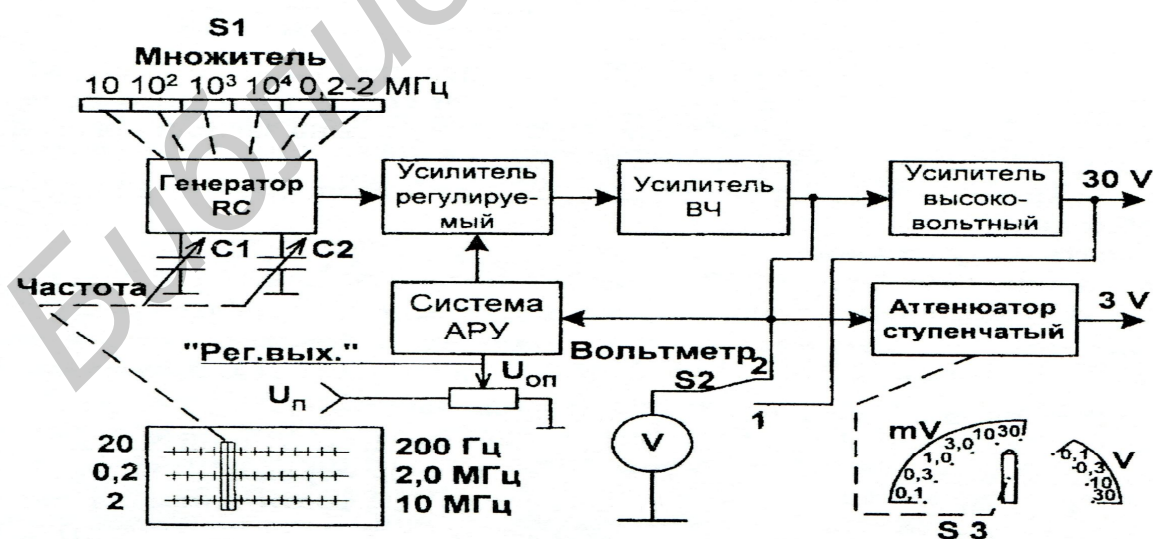 S1
Множитель
10 10² 10³ 10⁴ 0,2-2 МГц
Генератор
RC
Усилитель
регулируе-
мый
Усилитель
ВЧ
Усилитель
высоко-
вольтный
30 V
C1
C2
Частота
Система
АРУ
Аттенюатор
ступенчатый
3 V
"Рег.вых."
Uоп
Uп
Вольтметр
S2
2
1
V
20
200 Гц
0,2
2,0 МГц
2
10 МГц
mV
0,1
0,3
1,0
3,0
10
30
V
0,1
0,3
10
30
S 3
Библио